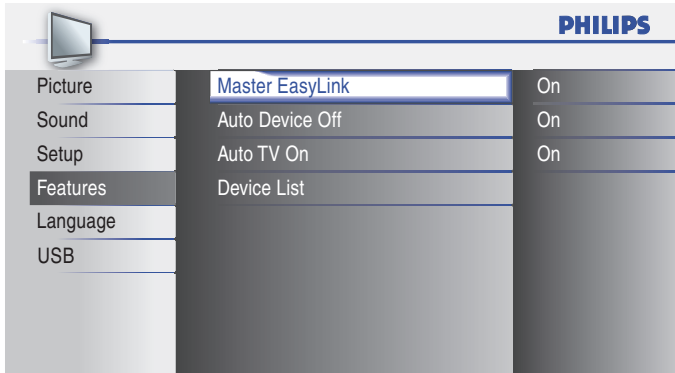 PHILIPS
Picture
Master EasyLink
On
Sound
Auto Device Off
On
Setup
Auto TV On
On
Features
Device List
Language
USB